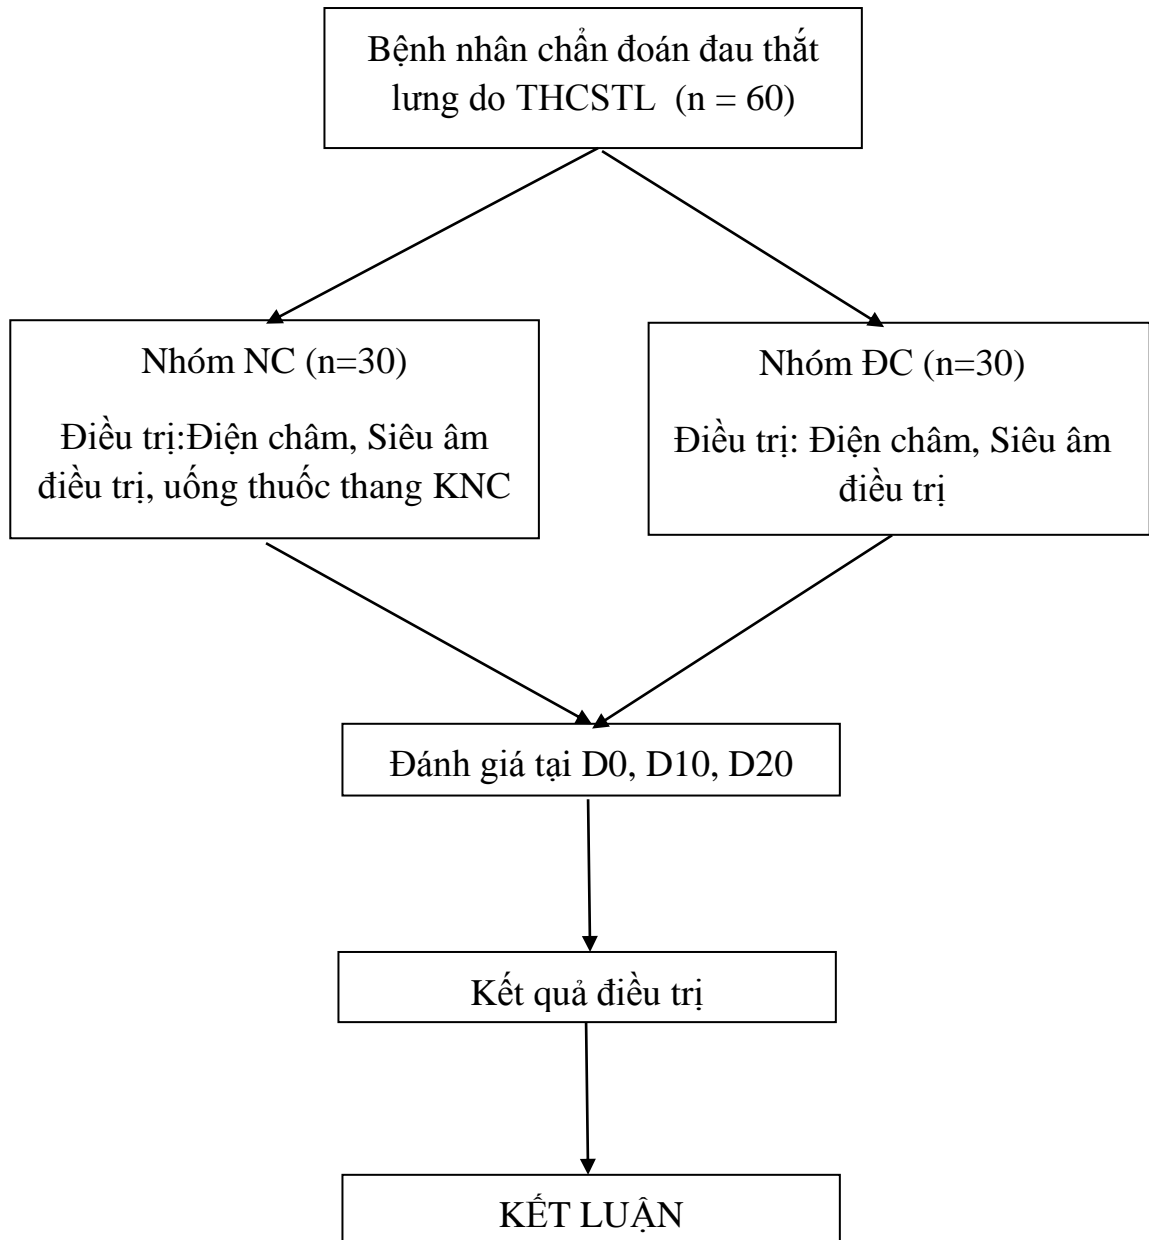 Bệnh nhân chẩn đoán đau thắt
lưng do THCSTL (n = 60)
Nhóm NC (n=30)
Điều trị:Điện châm, Siêu âm
điều trị, uống thuốc thang KNC
Nhóm ĐC (n=30)
Điều trị: Điện châm, Siêu âm
điều trị
Đánh giá tại D0, D10, D20
Kết quả điều trị
KẾT LUẬN